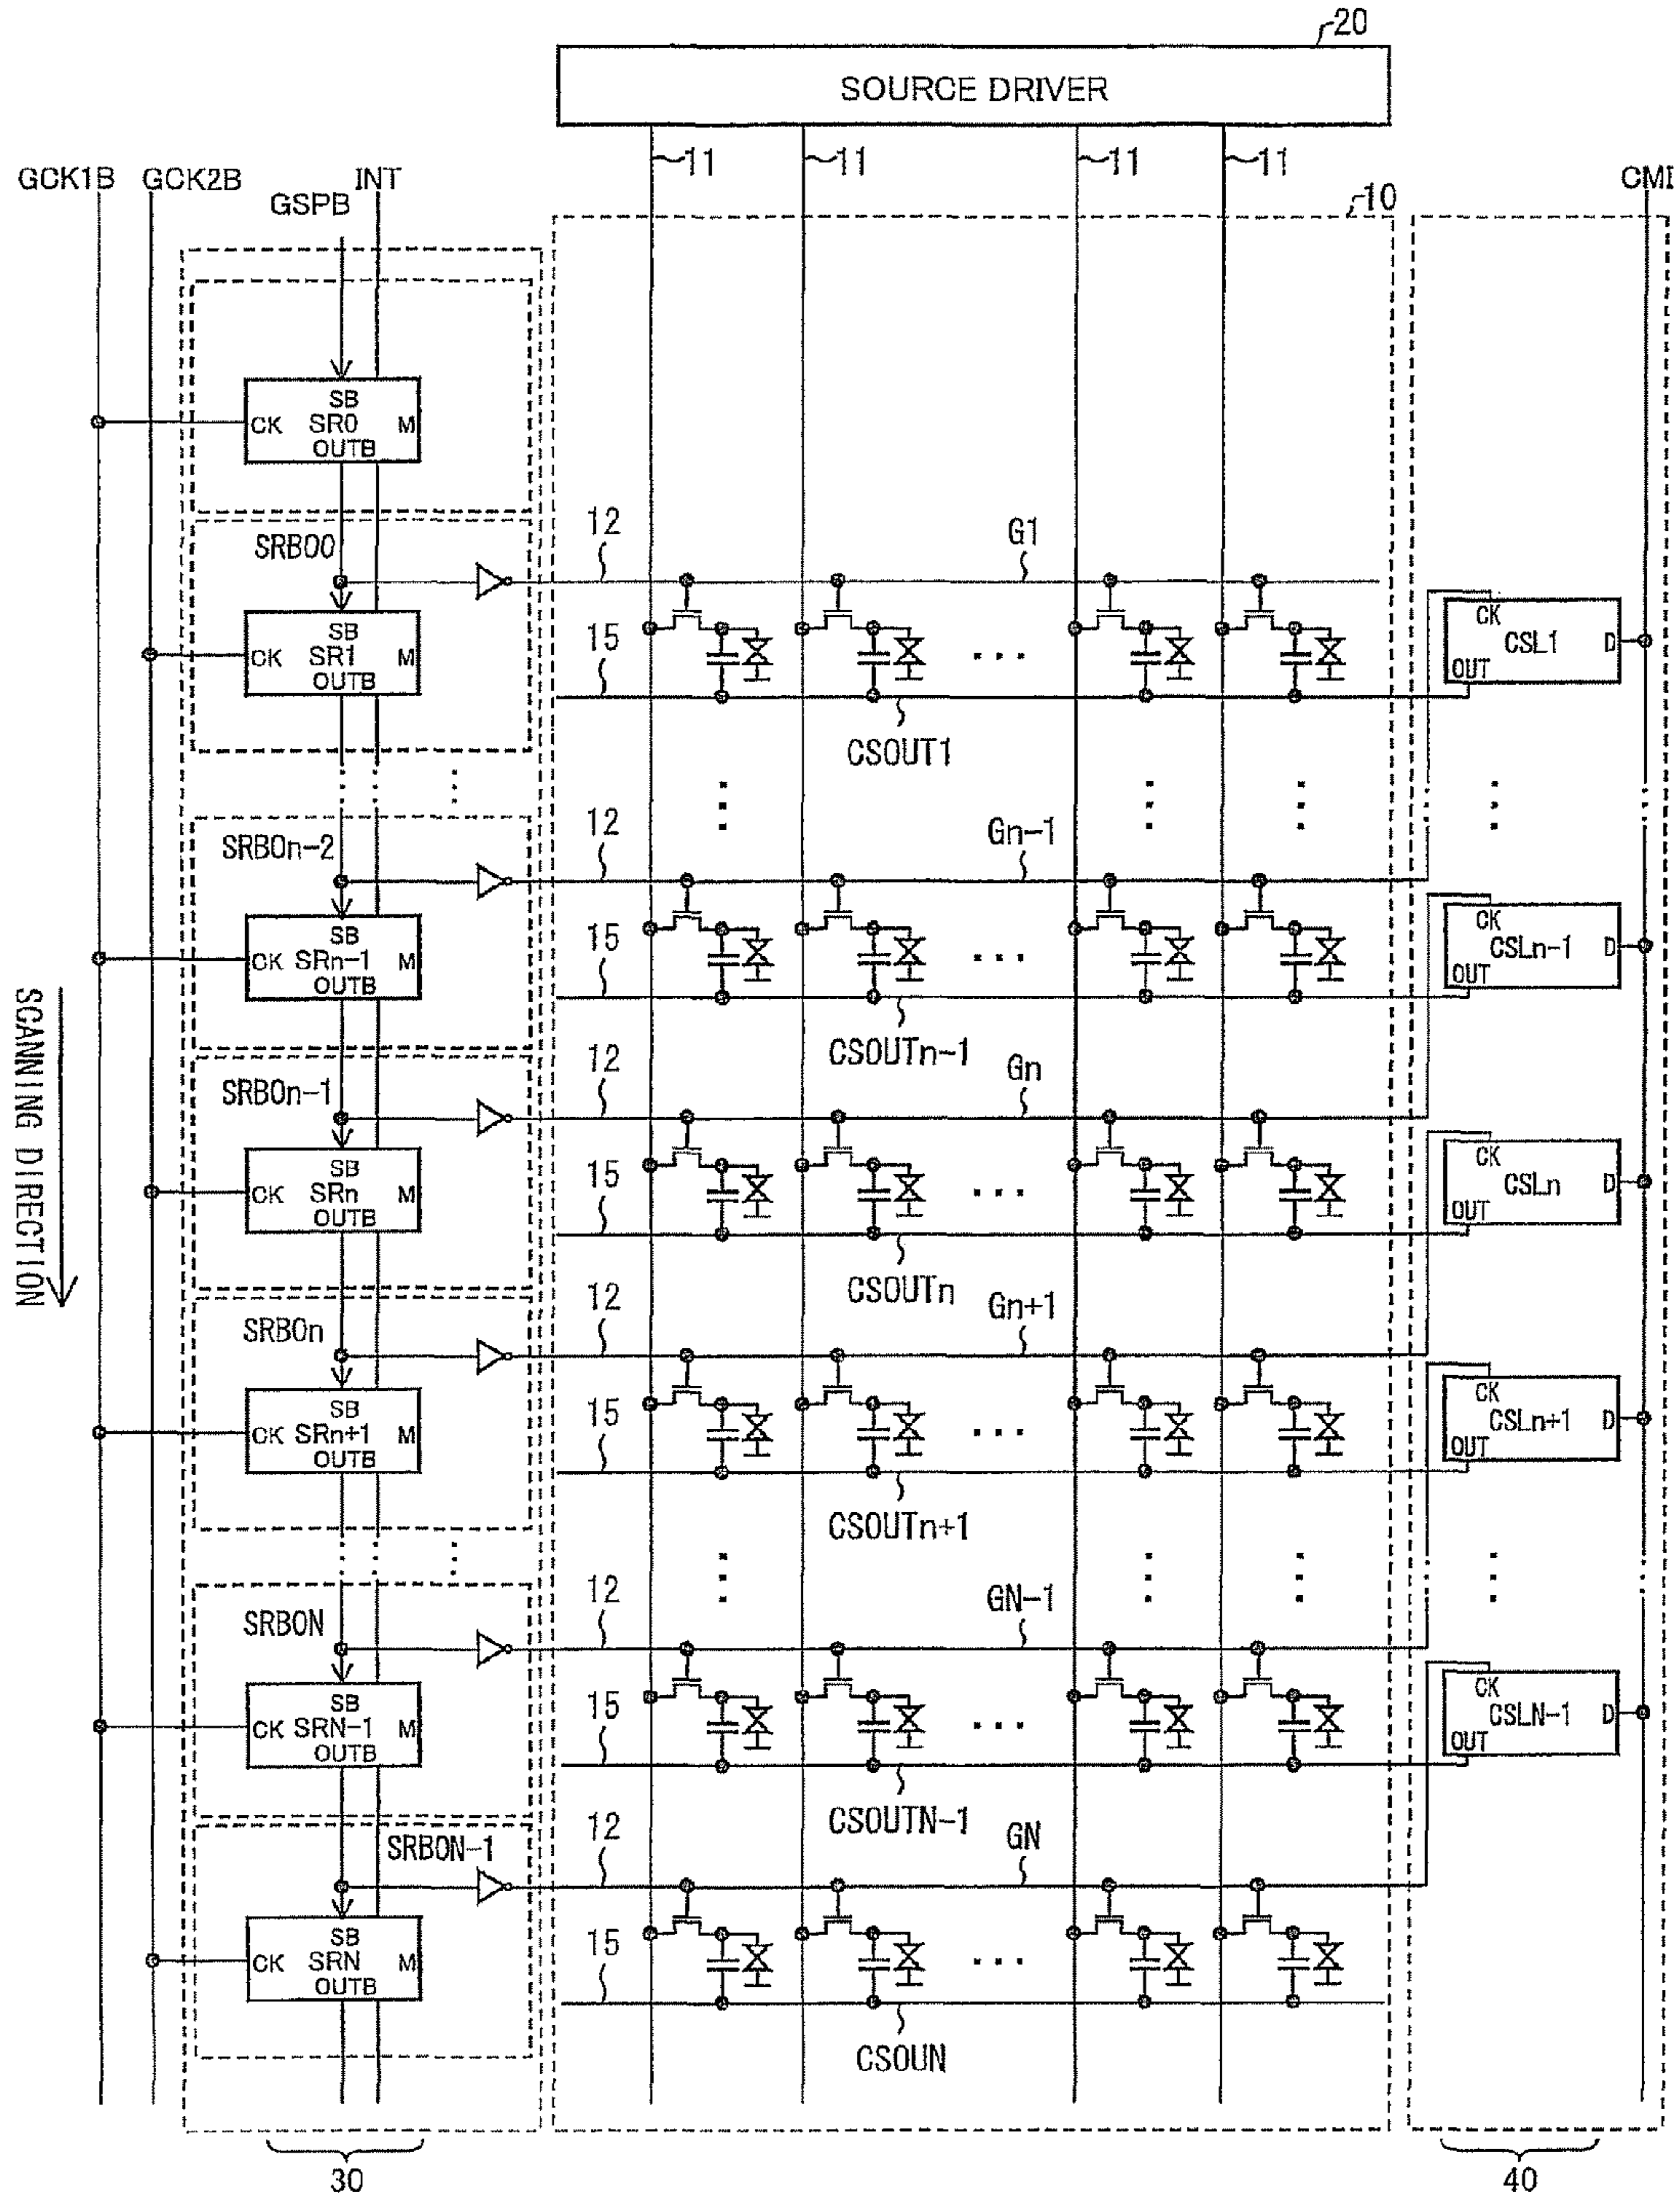 20
SOURCE DRIVER
11 11 11 11
GCK1B GCK2B GSPB INT CMI
10
SB
CK SR0 M
OUTB
SRBO0 12 G1
SB
CK SR1 M
OUTB
15
CK
CSL1 D
OUT
. . .
CSOUT1
SRBOn-2 12 Gn-1
SB
CK SRn-1 M
OUTB
15
CK
CSLn-1 D
OUT
. . .
CSOUTn-1
SCANNING DIRECTION
SRBOn-1 12 Gn
SB
CK SRn M
OUTB
15
CK
CSLn D
OUT
. . .
CSOUTn
SRBOn 12 Gn+1
SB
CK SRn+1 M
OUTB
15
CK
CSLn+1 D
OUT
. . .
CSOUTn+1
SRBON 12 GN-1
SB
CK SRN-1 M
OUTB
15
CK
CSLN-1 D
OUT
. . .
CSOUTN-1
SRBON-1 12 GN
SB
CK SRN M
OUTB
15
. . .
CSOUN
30 40